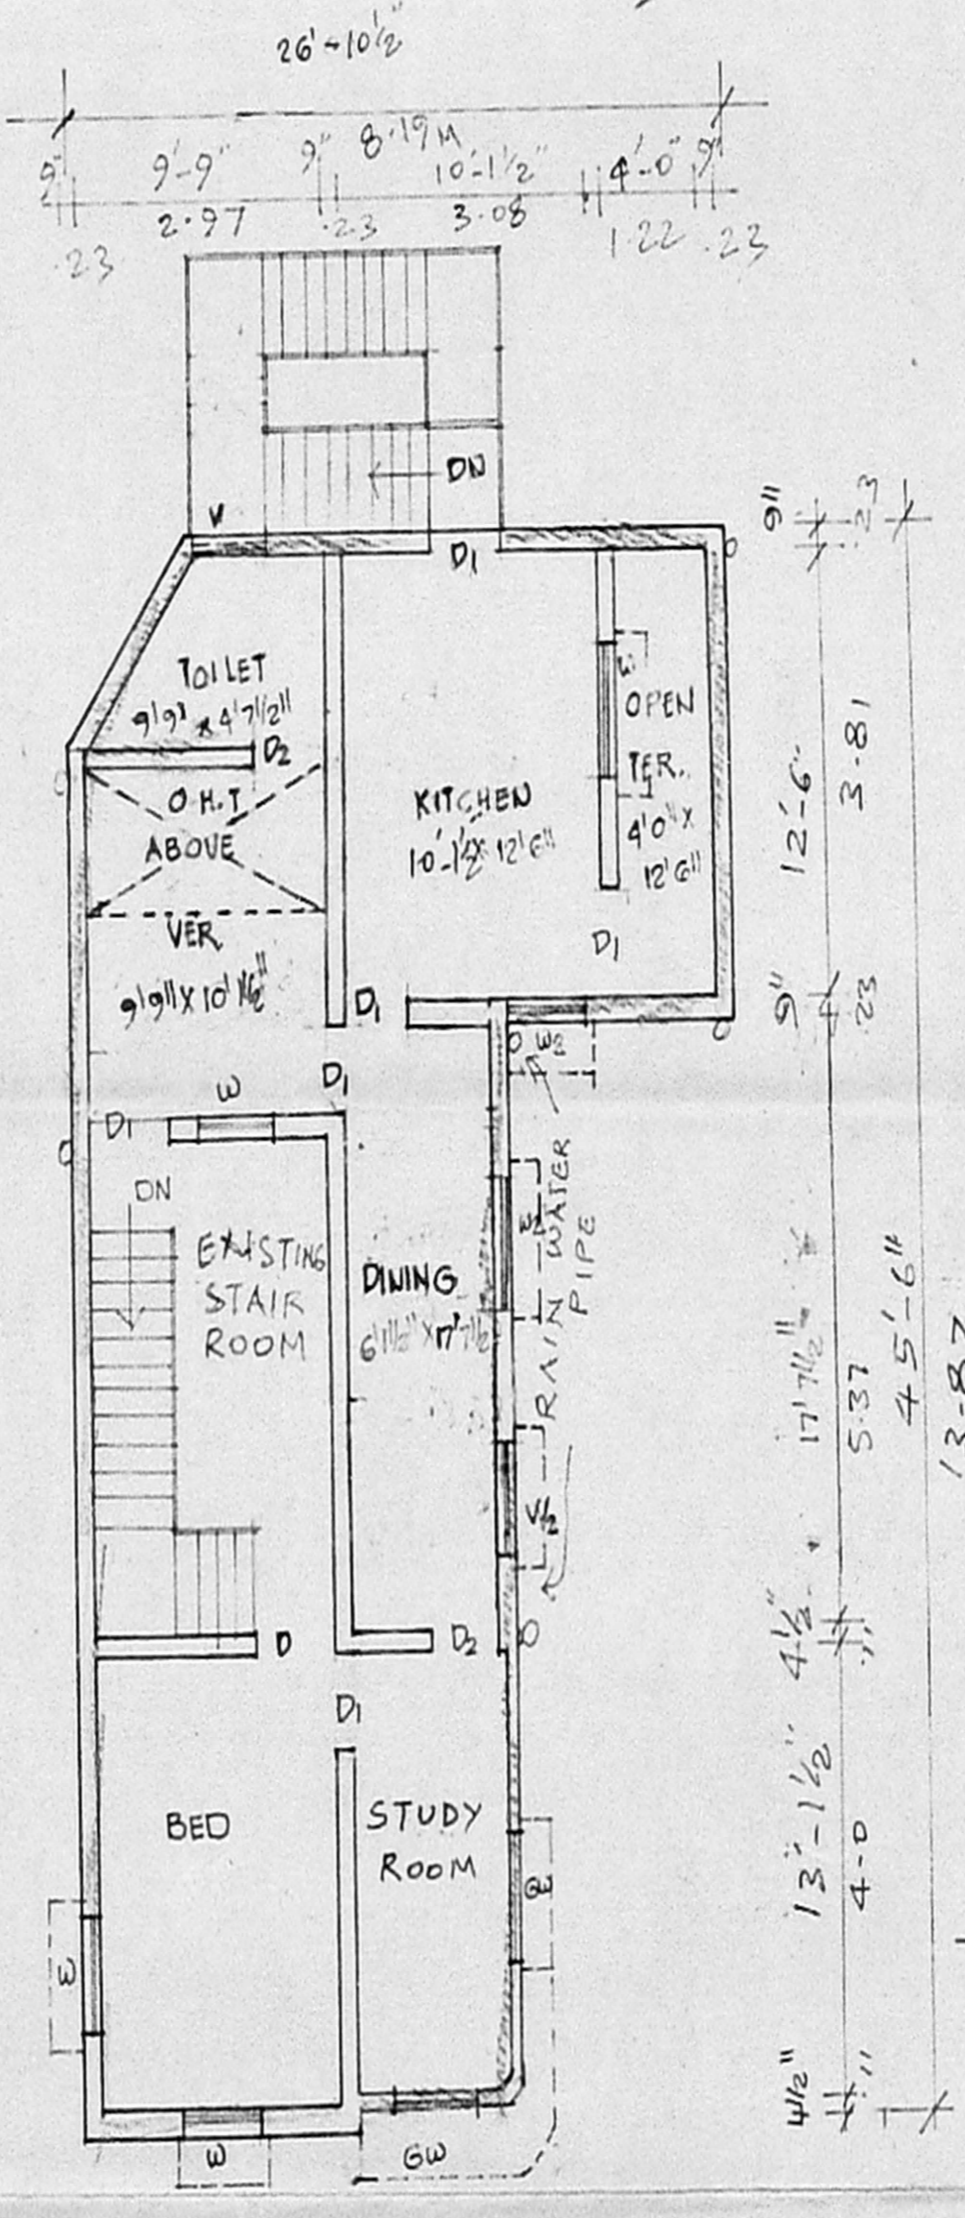 26'-10½"
8.19M
9" 9'-9" 9" 10'-1½" 4'-0" 9"
.23 2.97 .23 3.08 1.22 .23
DN
V
D1
TOILET
9'9" x 4'7½"
D2
O.H.T
ABOVE
VER
9'9" X 10'1½"
KITCHEN
10'-1½" x 12'6"
W
OPEN
TER.
4'0" x
12'6"
D1
D1
D1
W
D1
DN
EXISTING
STAIR
ROOM
DINING
6'1½" x 17'7½
W2
W2
RAIN WATER
PIPE
D
D2
D1
BED
STUDY
ROOM
W
W
GW
9"
.23
12'-6"
3.81
9"
.23
17'7½"
5.37
4½"
.11
13'-1½"
4-0
4½"
.11
45'-6"
13-87